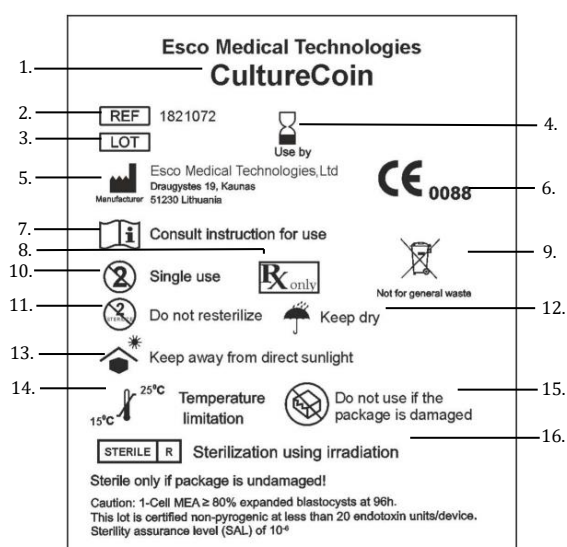 Esco Medical Technologies
1. CultureCoin
2. REF 1821072
3. LOT
4.
Use by
5. Esco Medical Technologies,Ltd
Manufacturer Draugystes 19, Kaunas
51230 Lithuania
CE 0088 6.
7. i Consult instruction for use
8. Rx only
9.
Not for general waste
10. 2 Single use
11. 2 STERILIZE Do not resterilize
Keep dry 12.
13. Keep away from direct sunlight
14. 15°C 25°C Temperature
limitation
Do not use if the 15.
package is damaged
16.
STERILE R Sterilization using irradiation
Sterile only if package is undamaged!
Caution: 1-Cell MEA ≥ 80% expanded blastocysts at 96h.
This lot is certified non-pyrogenic at less than 20 endotoxin units/device.
Sterility assurance level (SAL) of 10⁻⁶